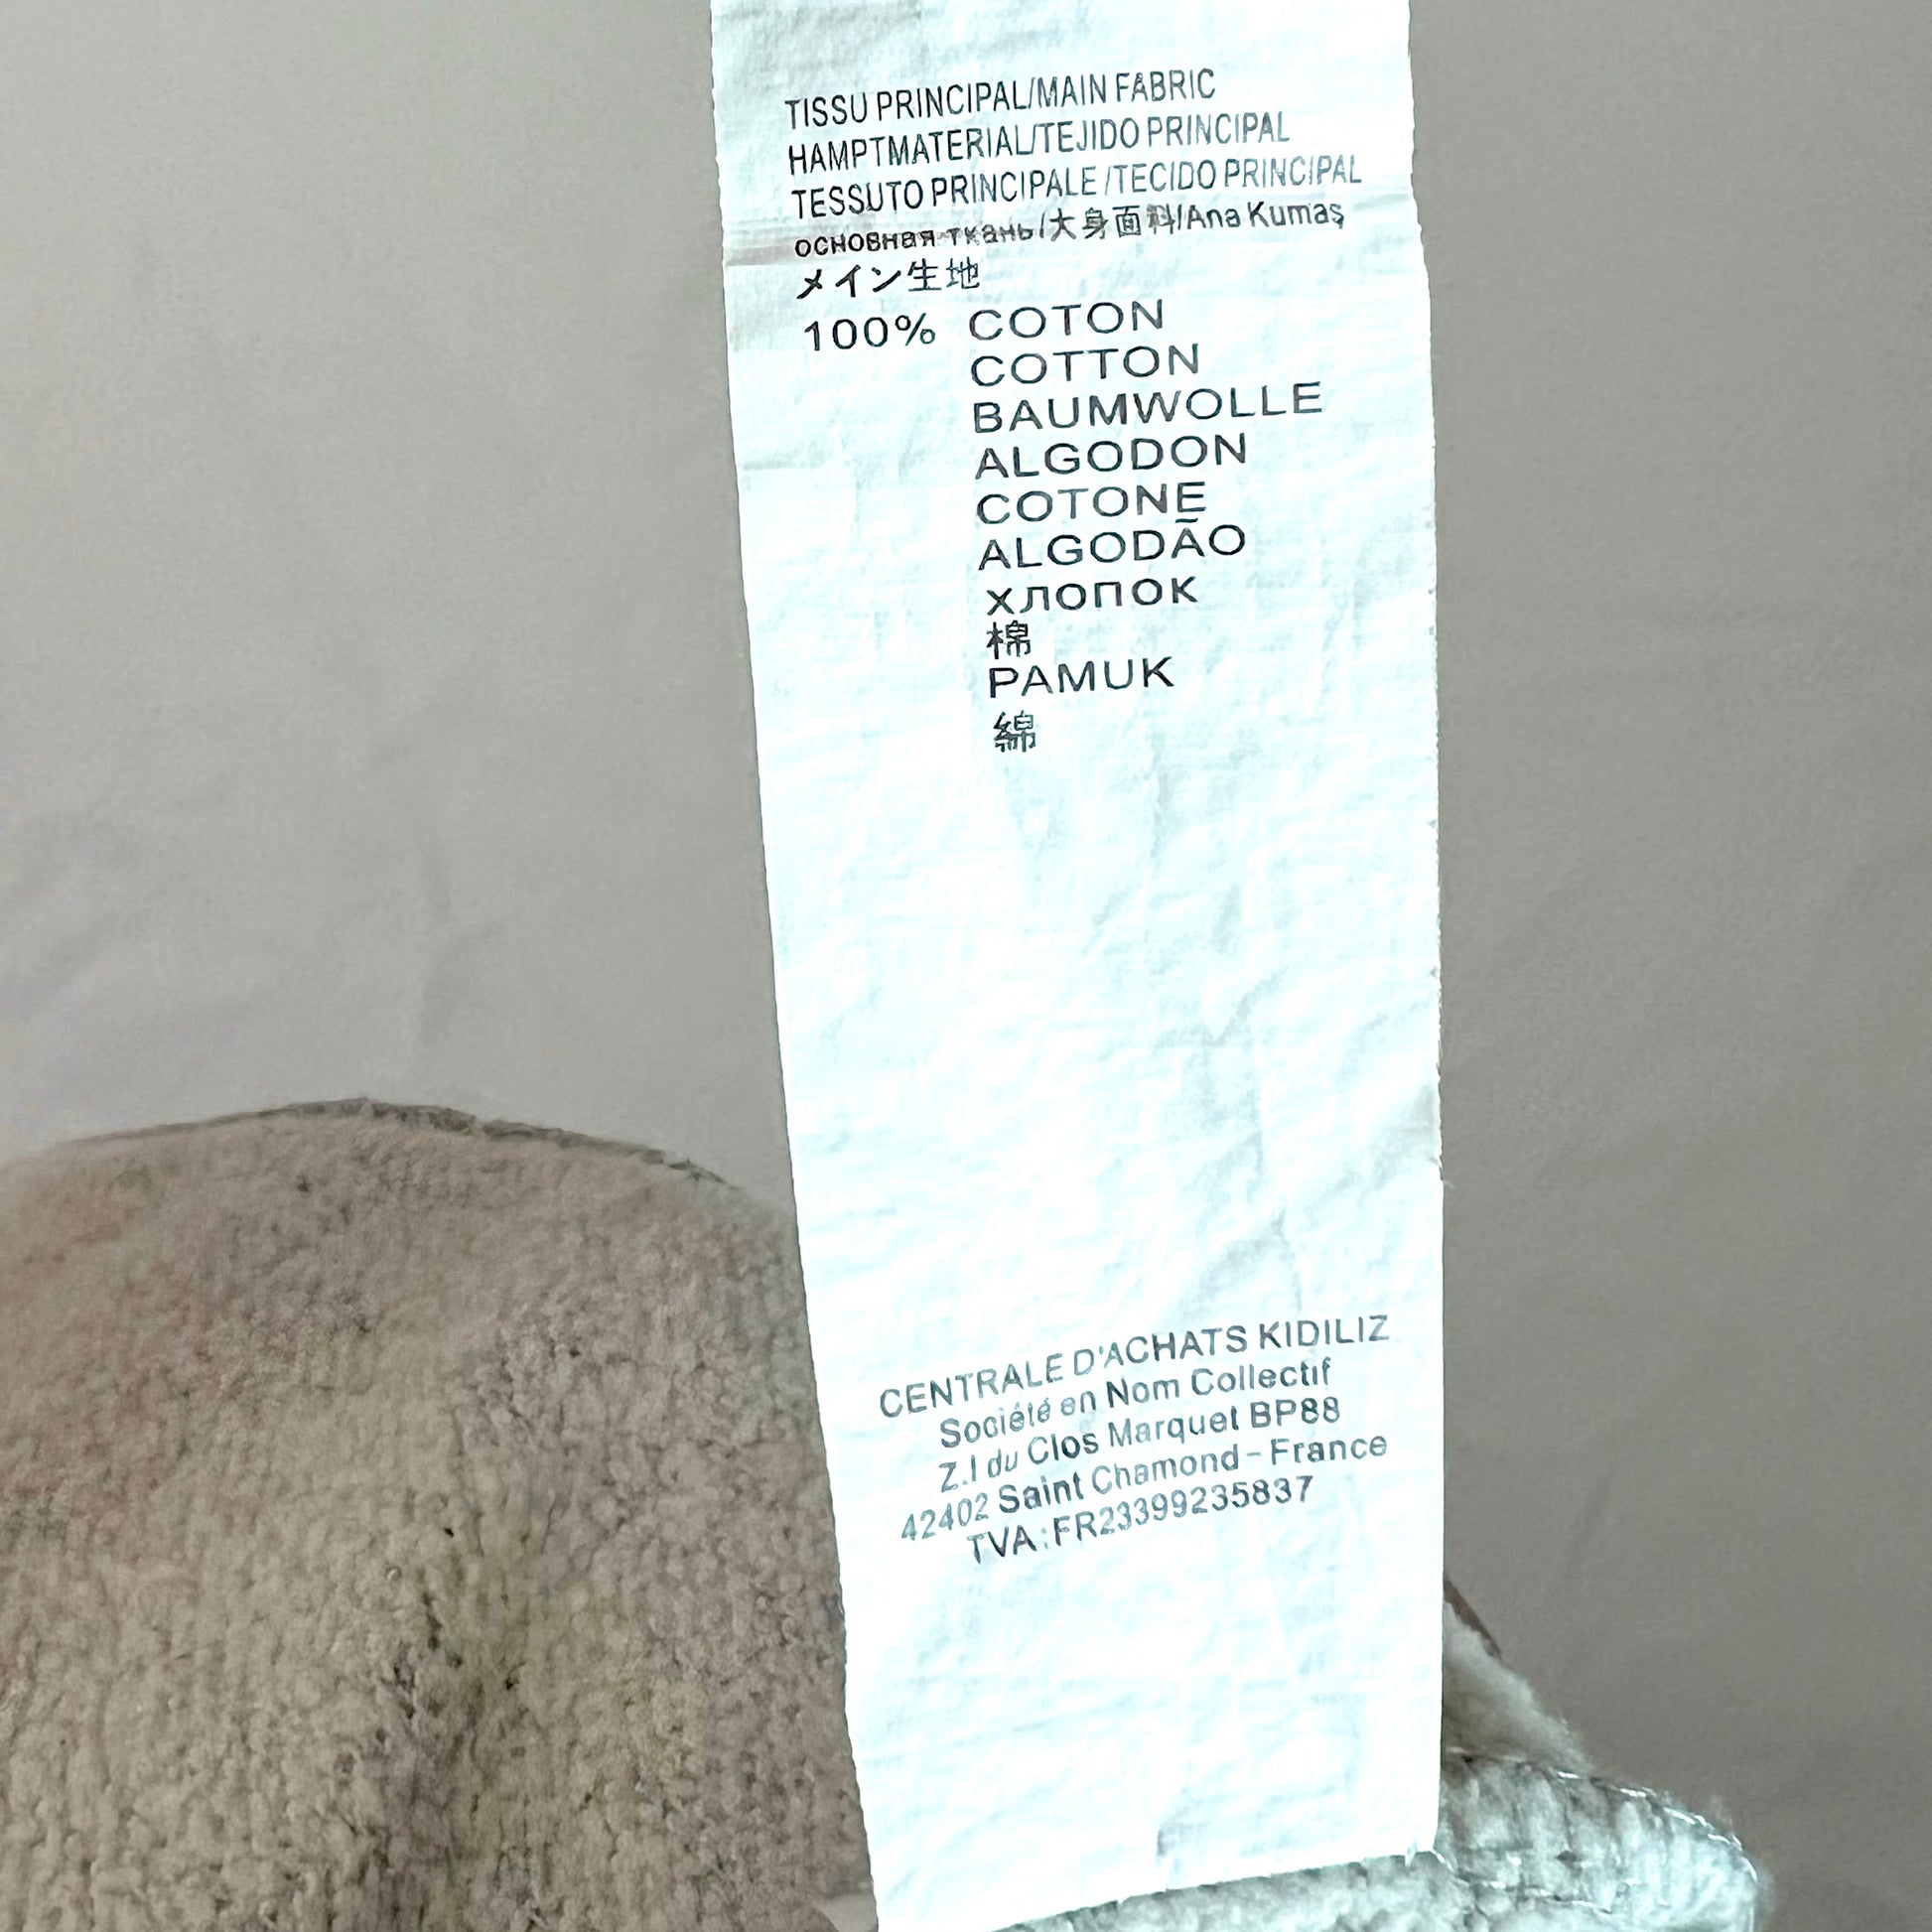 TISSU PRINCIPAL/MAIN FABRIC
HAMPTMATERIAL/TEJIDO PRINCIPAL
TESSUTO PRINCIPALE /TECIDO PRINCIPAL
основная ткань/大身面料/Ana Kumaş
メイン生地
100% COTON
COTTON
BAUMWOLLE
ALGODON
COTONE
ALGODÃO
хлопок
棉
PAMUK
綿
CENTRALE D'ACHATS KIDILIZ
Société en Nom Collectif
Z.I du Clos Marquet BP88
42402 Saint Chamond - France
TVA:FR23399235837